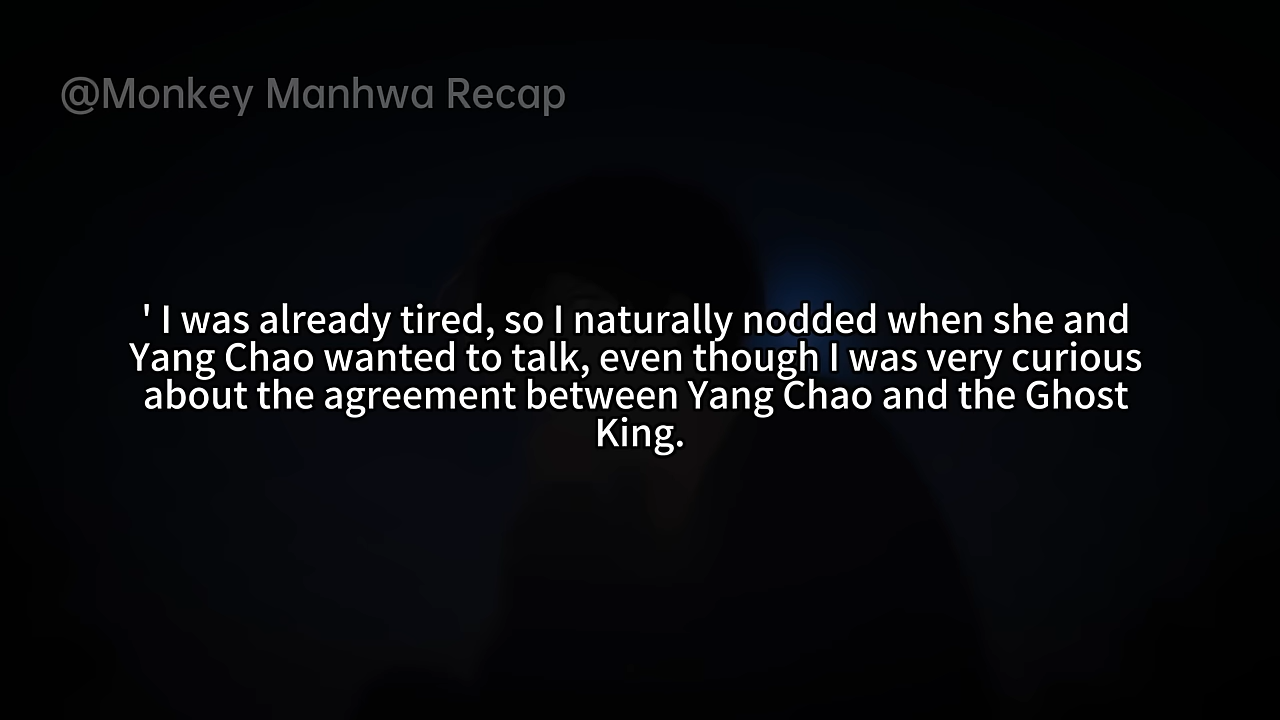 @Monkey Manhwa Recap
' I was already tired, so I naturally nodded when she and
Yang Chao wanted to talk, even though I was very curious
about the agreement between Yang Chao and the Ghost
King.